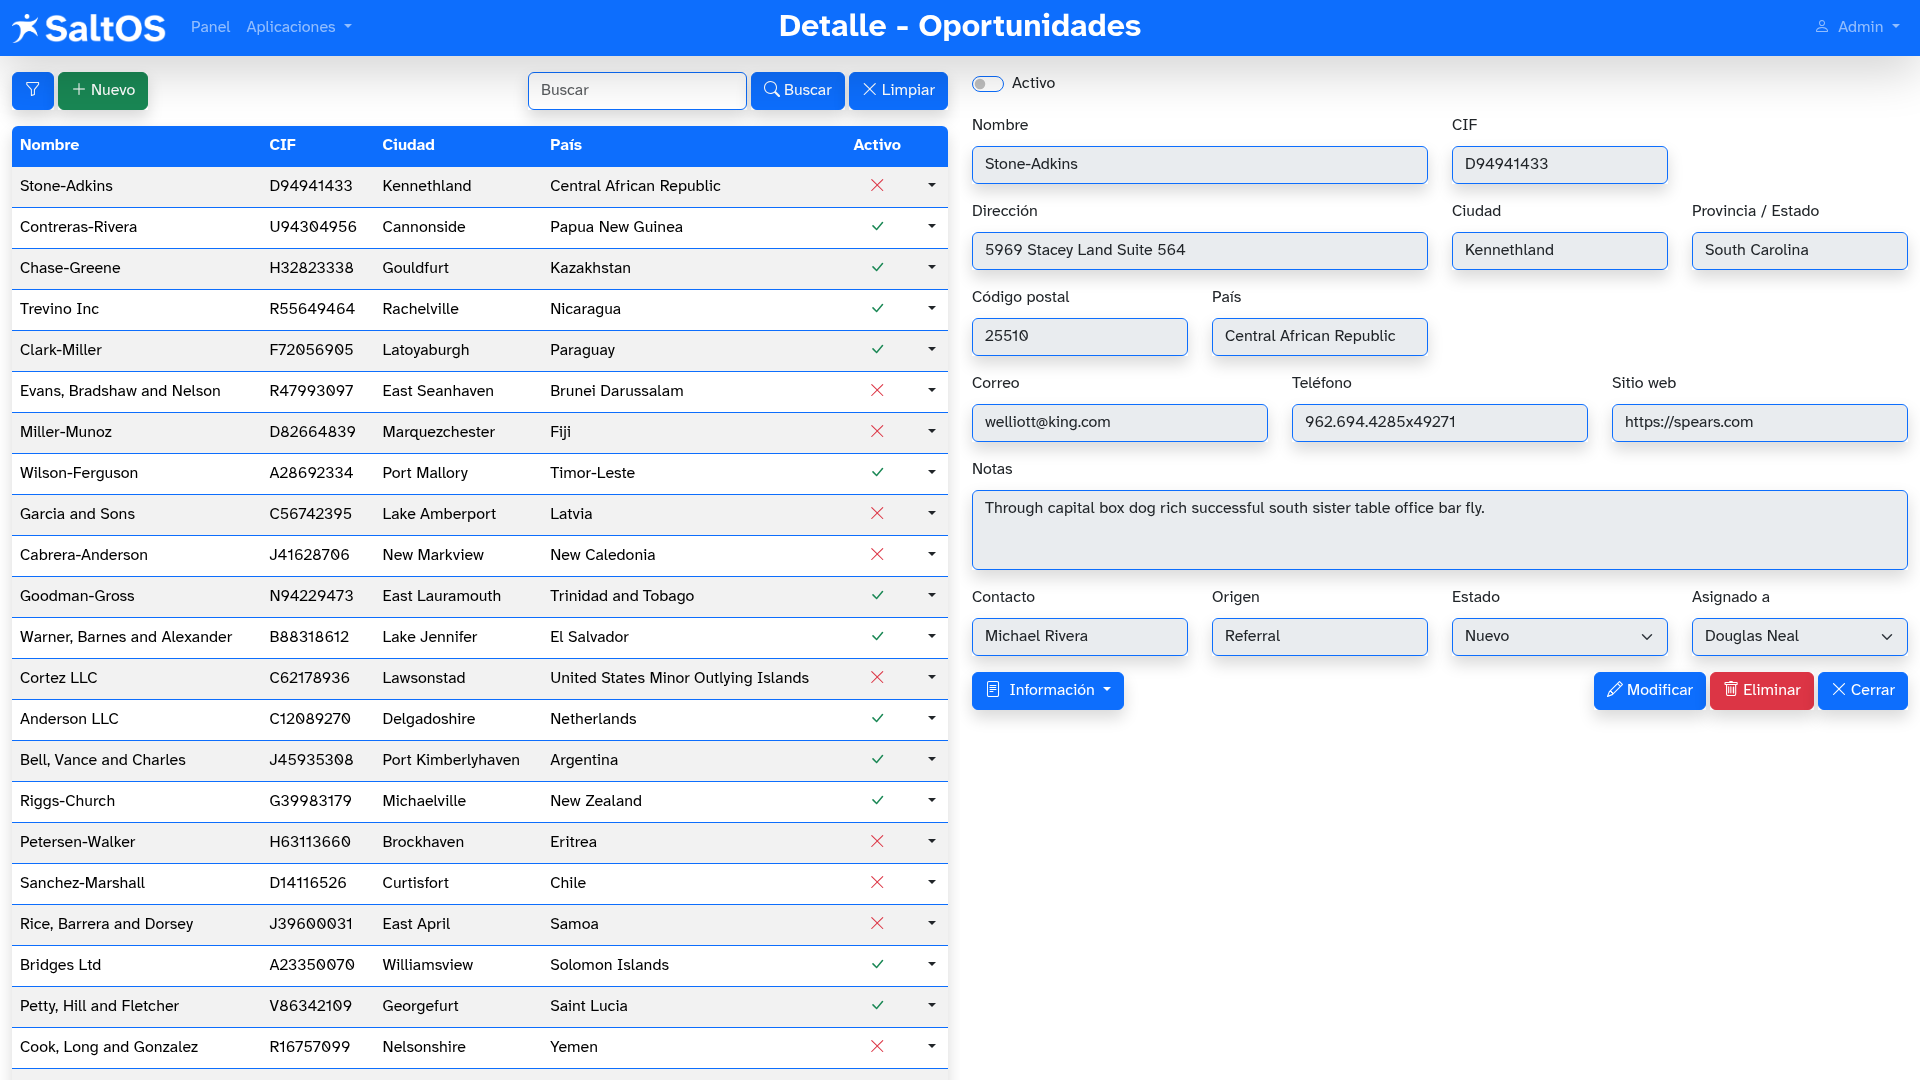 SaltOS Panel Aplicaciones Detalle - Oportunidades Admin
Nuevo Buscar Buscar Limpiar
Nombre CIF Ciudad País Activo
Stone-Adkins D94941433 Kennethland Central African Republic
Contreras-Rivera U94304956 Cannonside Papua New Guinea
Chase-Greene H32823338 Gouldfurt Kazakhstan
Trevino Inc R55649464 Rachelville Nicaragua
Clark-Miller F72056905 Latoyaburgh Paraguay
Evans, Bradshaw and Nelson R47993097 East Seanhaven Brunei Darussalam
Miller-Munoz D82664839 Marquezchester Fiji
Wilson-Ferguson A28692334 Port Mallory Timor-Leste
Garcia and Sons C56742395 Lake Amberport Latvia
Cabrera-Anderson J41628706 New Markview New Caledonia
Goodman-Gross N94229473 East Lauramouth Trinidad and Tobago
Warner, Barnes and Alexander B88318612 Lake Jennifer El Salvador
Cortez LLC C62178936 Lawsonstad United States Minor Outlying Islands
Anderson LLC C12089270 Delgadoshire Netherlands
Bell, Vance and Charles J45935308 Port Kimberlyhaven Argentina
Riggs-Church G39983179 Michaelville New Zealand
Petersen-Walker H63113660 Brockhaven Eritrea
Sanchez-Marshall D14116526 Curtisfort Chile
Rice, Barrera and Dorsey J39600031 East April Samoa
Bridges Ltd A23350070 Williamsview Solomon Islands
Petty, Hill and Fletcher V86342109 Georgefurt Saint Lucia
Cook, Long and Gonzalez R16757099 Nelsonshire Yemen
Activo
Nombre CIF
Stone-Adkins D94941433
Dirección Ciudad Provincia / Estado
5969 Stacey Land Suite 564 Kennethland South Carolina
Código postal País
25510 Central African Republic
Correo Teléfono Sitio web
welliott@king.com 962.694.4285x49271 https://spears.com
Notas
Through capital box dog rich successful south sister table office bar fly.
Contacto Origen Estado Asignado a
Michael Rivera Referral Nuevo Douglas Neal
Información Modificar Eliminar Cerrar